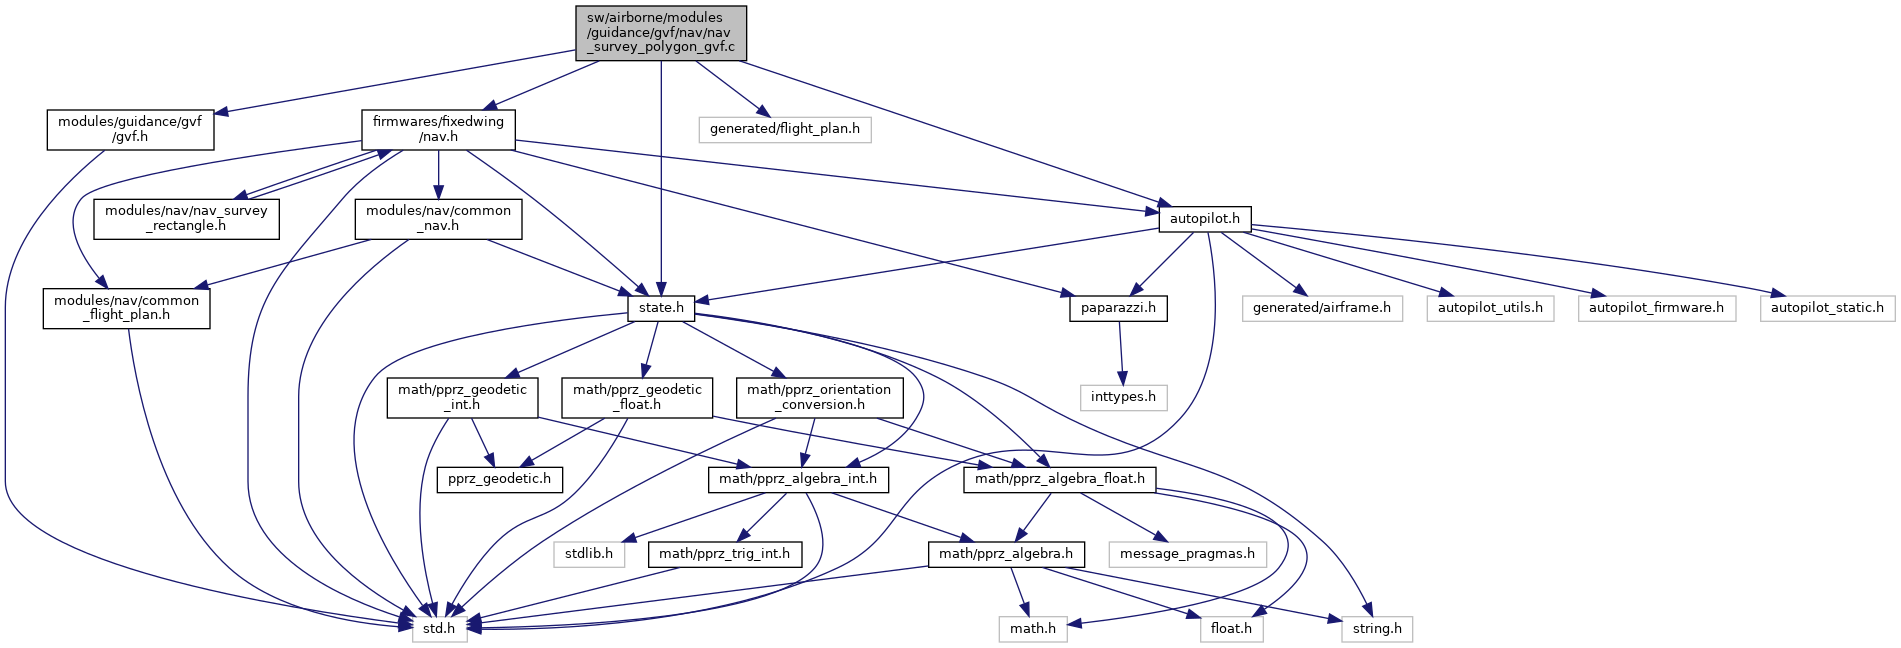 sw/airborne/modules
/guidance/gvf/nav/nav
_survey_polygon_gvf.c
modules/guidance/gvf
/gvf.h
firmwares/fixedwing
/nav.h
generated/flight_plan.h
modules/nav/nav_survey
_rectangle.h
modules/nav/common
_nav.h
autopilot.h
modules/nav/common
_flight_plan.h
state.h
paparazzi.h
generated/airframe.h
autopilot_utils.h
autopilot_firmware.h
autopilot_static.h
math/pprz_geodetic
_int.h
math/pprz_geodetic
_float.h
math/pprz_orientation
_conversion.h
inttypes.h
pprz_geodetic.h
math/pprz_algebra_int.h
math/pprz_algebra_float.h
stdlib.h
math/pprz_trig_int.h
math/pprz_algebra.h
message_pragmas.h
std.h
math.h
float.h
string.h